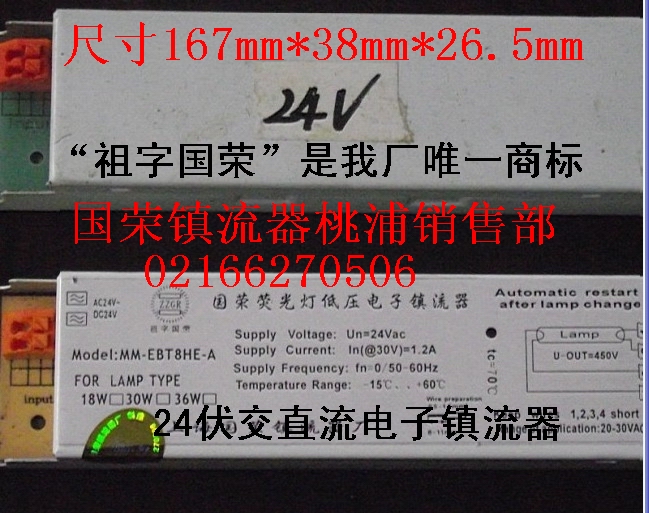 尺寸167mm*38mm*26.5mm
24V
“祖字国荣”是我厂唯一商标
国荣镇流器桃浦销售部
02166270506
AC24V~
DC24V
ZZGR
祖字国荣
国荣荧光灯低压电子镇流器
Automatic restart
after lamp change
Model:MM-EBT8HE-A
Supply Voltage: Un=24Vac
Supply Current: In(@30V)=1.2A
Supply Frequency: fn=0/50-60Hz
Temperature Range: -15℃..+60℃
tc=70℃
Lamp
U-OUT=450V
FOR LAMP TYPE
18W□30W□36W□
input
Wire preparation
24伏交直流电子镇流器
1,2,3,4 short
application:20-30VAC